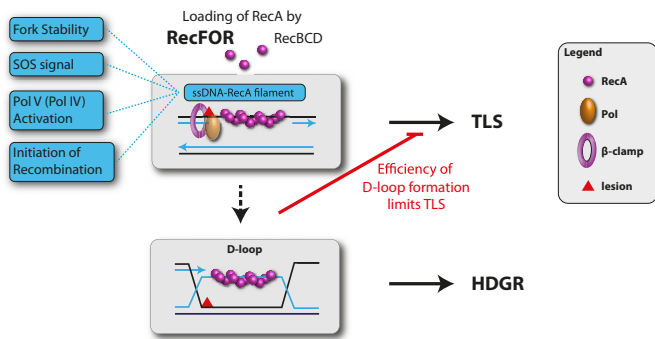 Loading of RecA by
RecFOR RecBCD
Fork Stability
SOS signal
Pol V (Pol IV)
Activation
Initiation of
Recombination
ssDNA-RecA filament
TLS
Efficiency of
D-loop formation
limits TLS
D-loop
HDGR
Legend
RecA
Pol
β-clamp
lesion